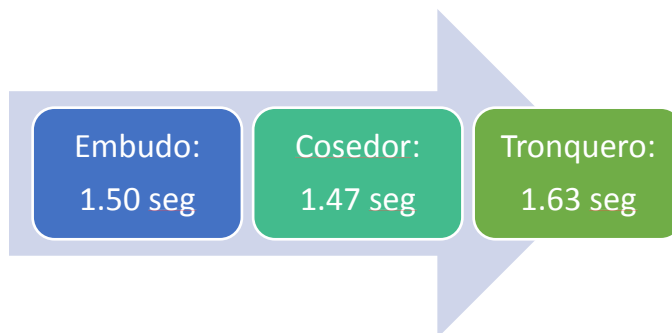 Embudo:
1.50 seg
Cosedor:
1.47 seg
Tronquero:
1.63 seg